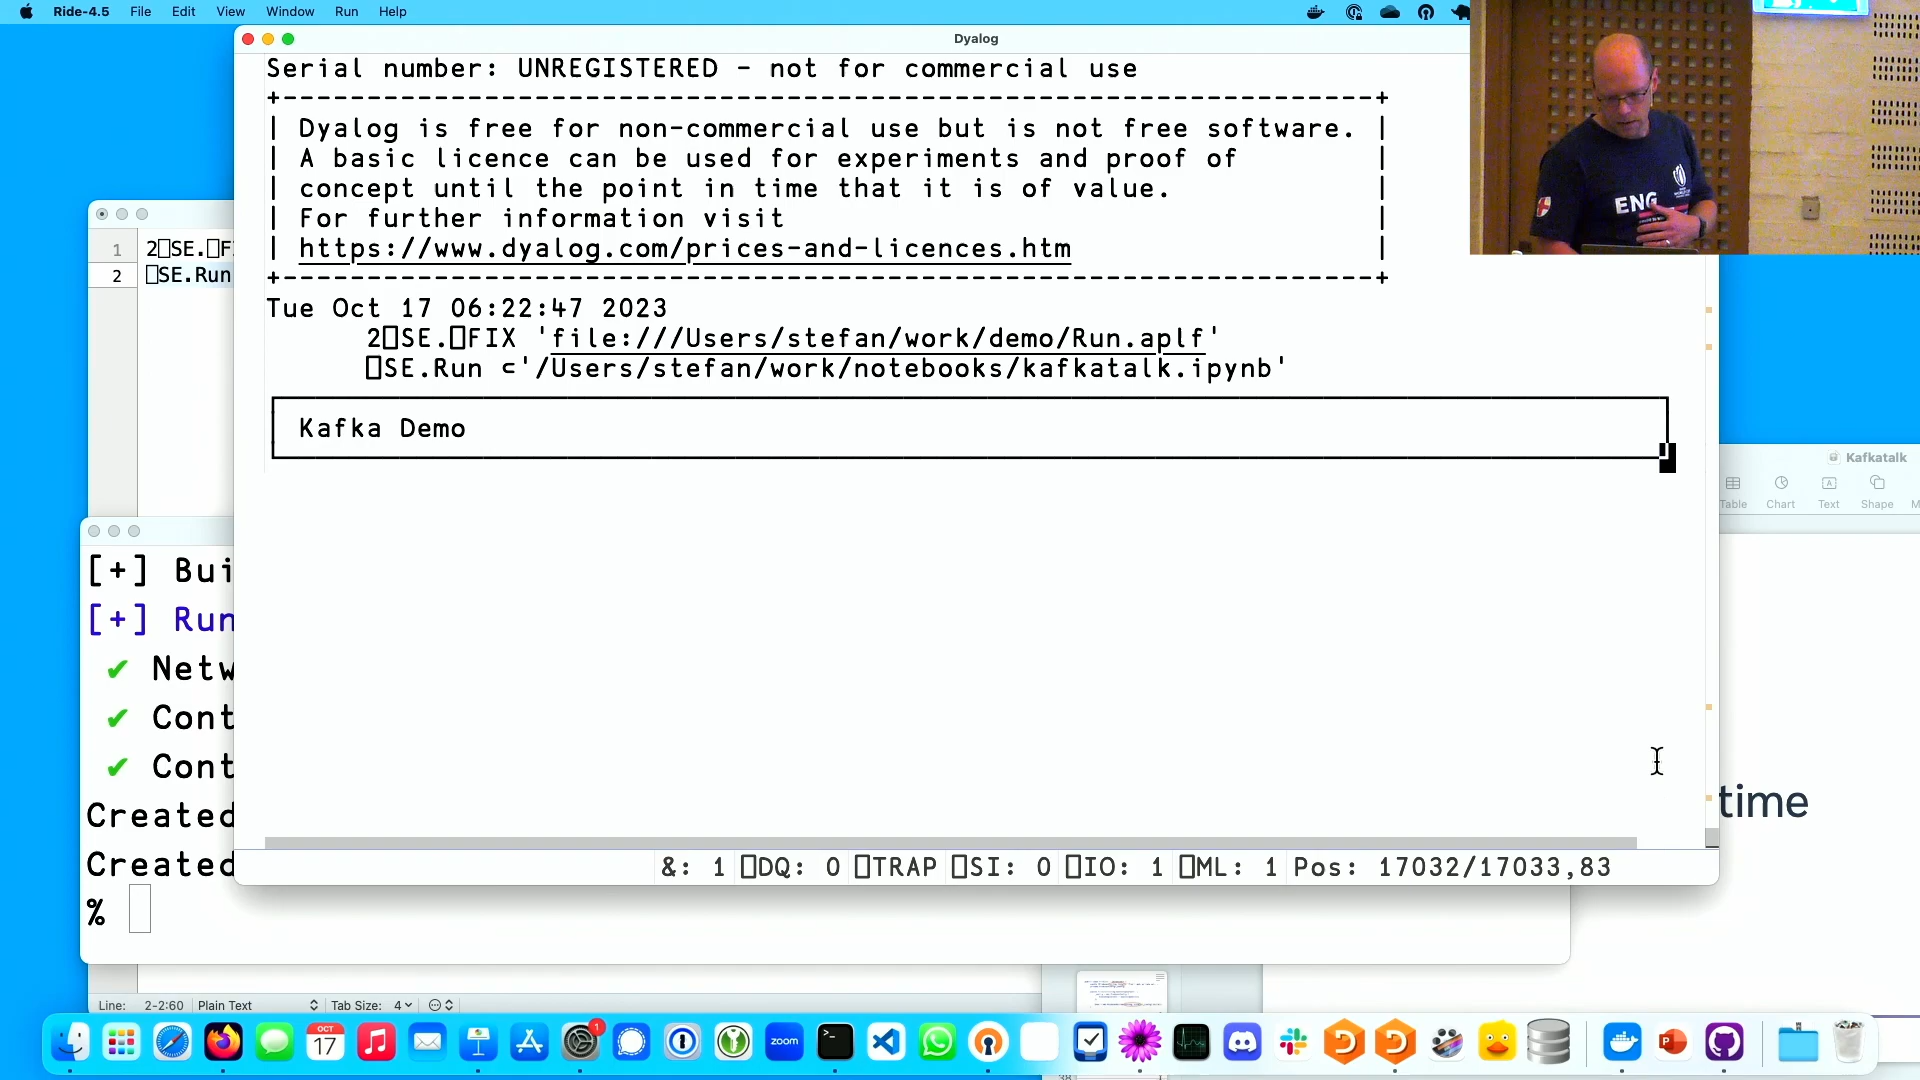 Ride-4.5 File Edit View Window Run Help
Dyalog
Serial number: UNREGISTERED - not for commercial use
+------------------------------------------------------------------+
| Dyalog is free for non-commercial use but is not free software. |
| A basic licence can be used for experiments and proof of |
| concept until the point in time that it is of value. |
| For further information visit |
| https://www.dyalog.com/prices-and-licences.htm |
+------------------------------------------------------------------+
Tue Oct 17 06:22:47 2023
2⎕SE.⎕FIX 'file:///Users/stefan/work/demo/Run.aplf'
⎕SE.Run ⊂'/Users/stefan/work/notebooks/kafkatalk.ipynb'
Kafka Demo
&: 1 ⎕DQ: 0 ⎕TRAP ⎕SI: 0 ⎕IO: 1 ⎕ML: 1 Pos: 17032/17033,83
1 2⎕SE.⎕F
2 ⎕SE.Run
[+] Bui
[+] Run
✔ Netw
✔ Cont
✔ Cont
Created
Created
%
Line: 2-2:60 Plain Text Tab Size: 4
Kafkatalk
Table Chart Text Shape
time
ENG
OCT
17
1
zoom